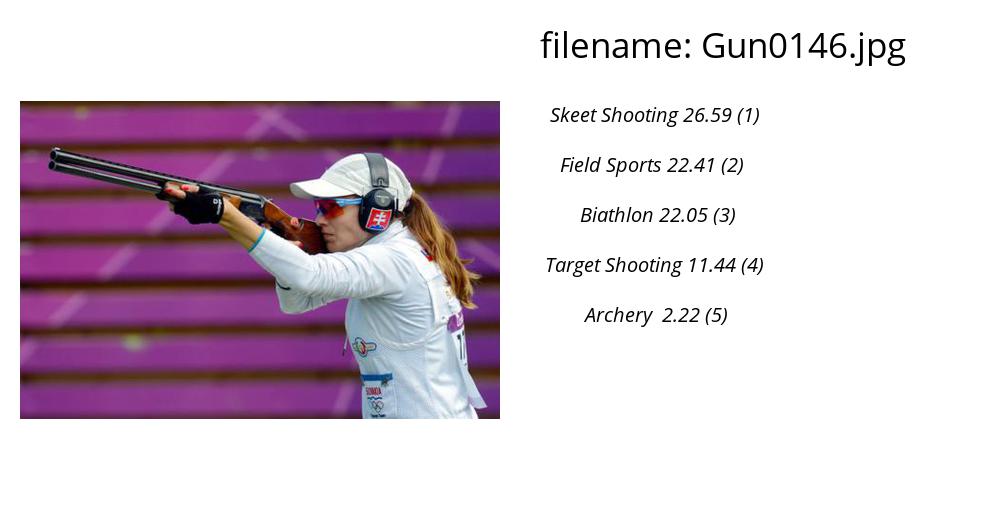 filename: Gun0146.jpg
Skeet Shooting 26.59 (1)
Field Sports 22.41 (2)
Biathlon 22.05 (3)
Target Shooting 11.44 (4)
Archery 2.22 (5)
SLOVAKIA